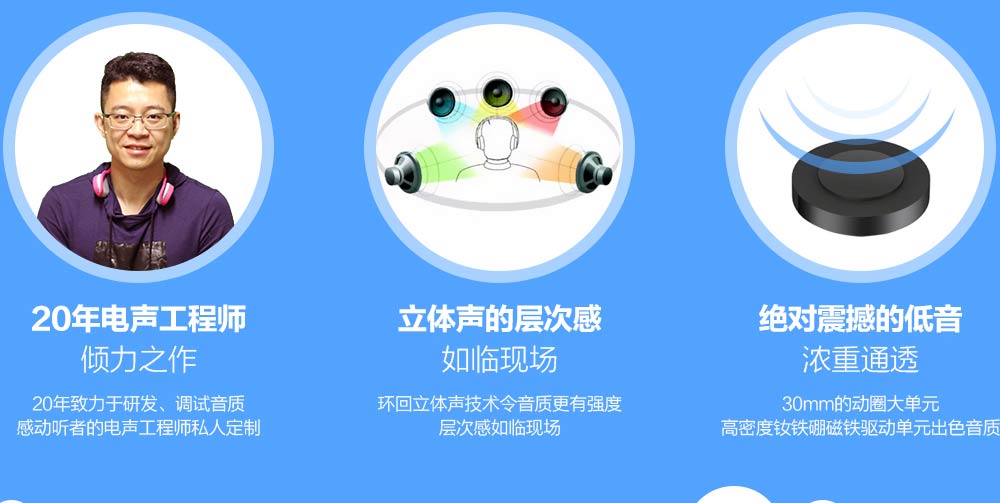 20年电声工程师
倾力之作
20年致力于研发、调试音质
感动听者的电声工程师私人定制
立体声的层次感
如临现场
环回立体声技术令音质更有强度
层次感如临现场
绝对震撼的低音
浓重通透
30mm的动圈大单元
高密度钕铁硼磁铁驱动单元出色音质